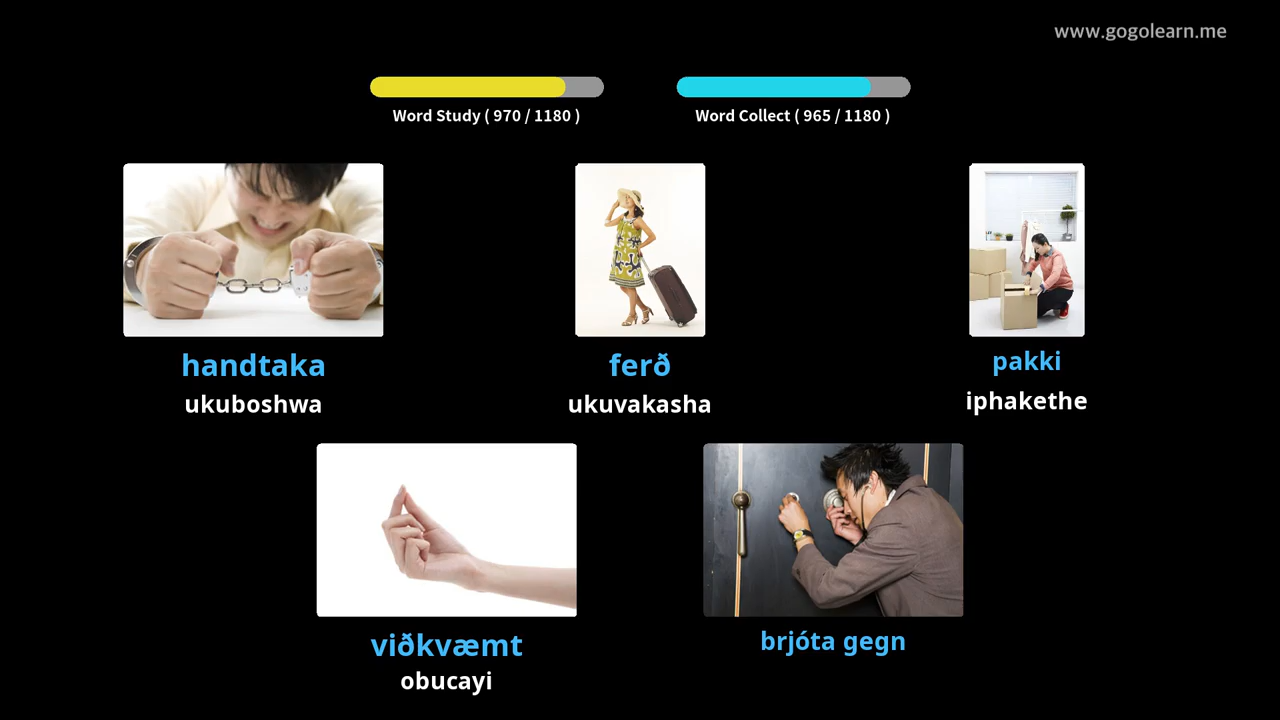 www.gogolearn.me
Word Study ( 970 / 1180 )
Word Collect ( 965 / 1180 )
handtaka
ukuboshwa
ferð
ukuvakasha
pakki
iphakethe
viðkvæmt
obucayi
brjóta gegn